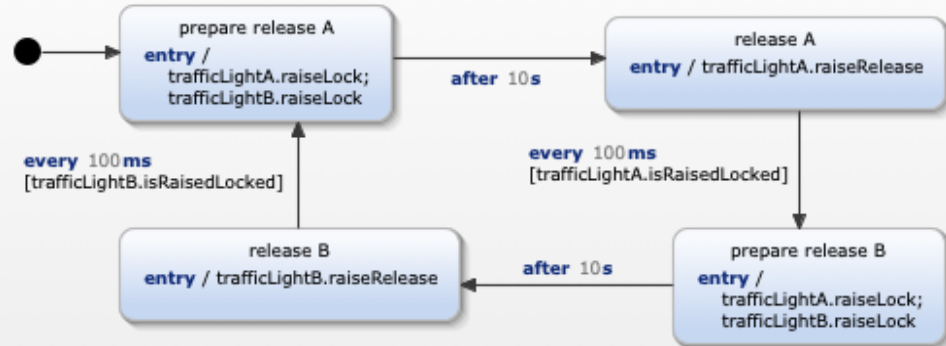 prepare release A
entry /
trafficLightA.raiseLock;
trafficLightB.raiseLock
after 10s
release A
entry / trafficLightA.raiseRelease
every 100ms
[trafficLightB.isRaisedLocked]
every 100ms
[trafficLightA.isRaisedLocked]
release B
entry / trafficLightB.raiseRelease
after 10s
prepare release B
entry /
trafficLightA.raiseLock;
trafficLightB.raiseLock